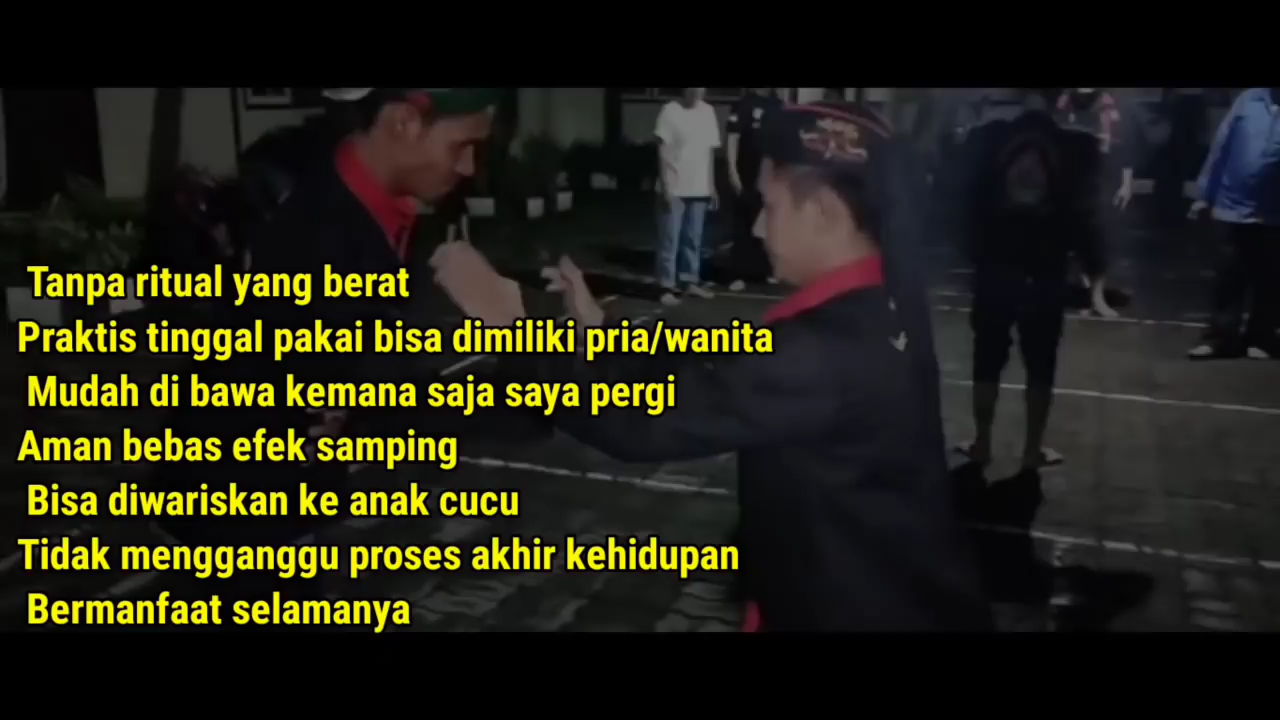 Tanpa ritual yang berat
Praktis tinggal pakai bisa dimiliki pria/wanita
Mudah di bawa kemana saja saya pergi
Aman bebas efek samping
Bisa diwariskan ke anak cucu
Tidak mengganggu proses akhir kehidupan
Bermanfaat selamanya